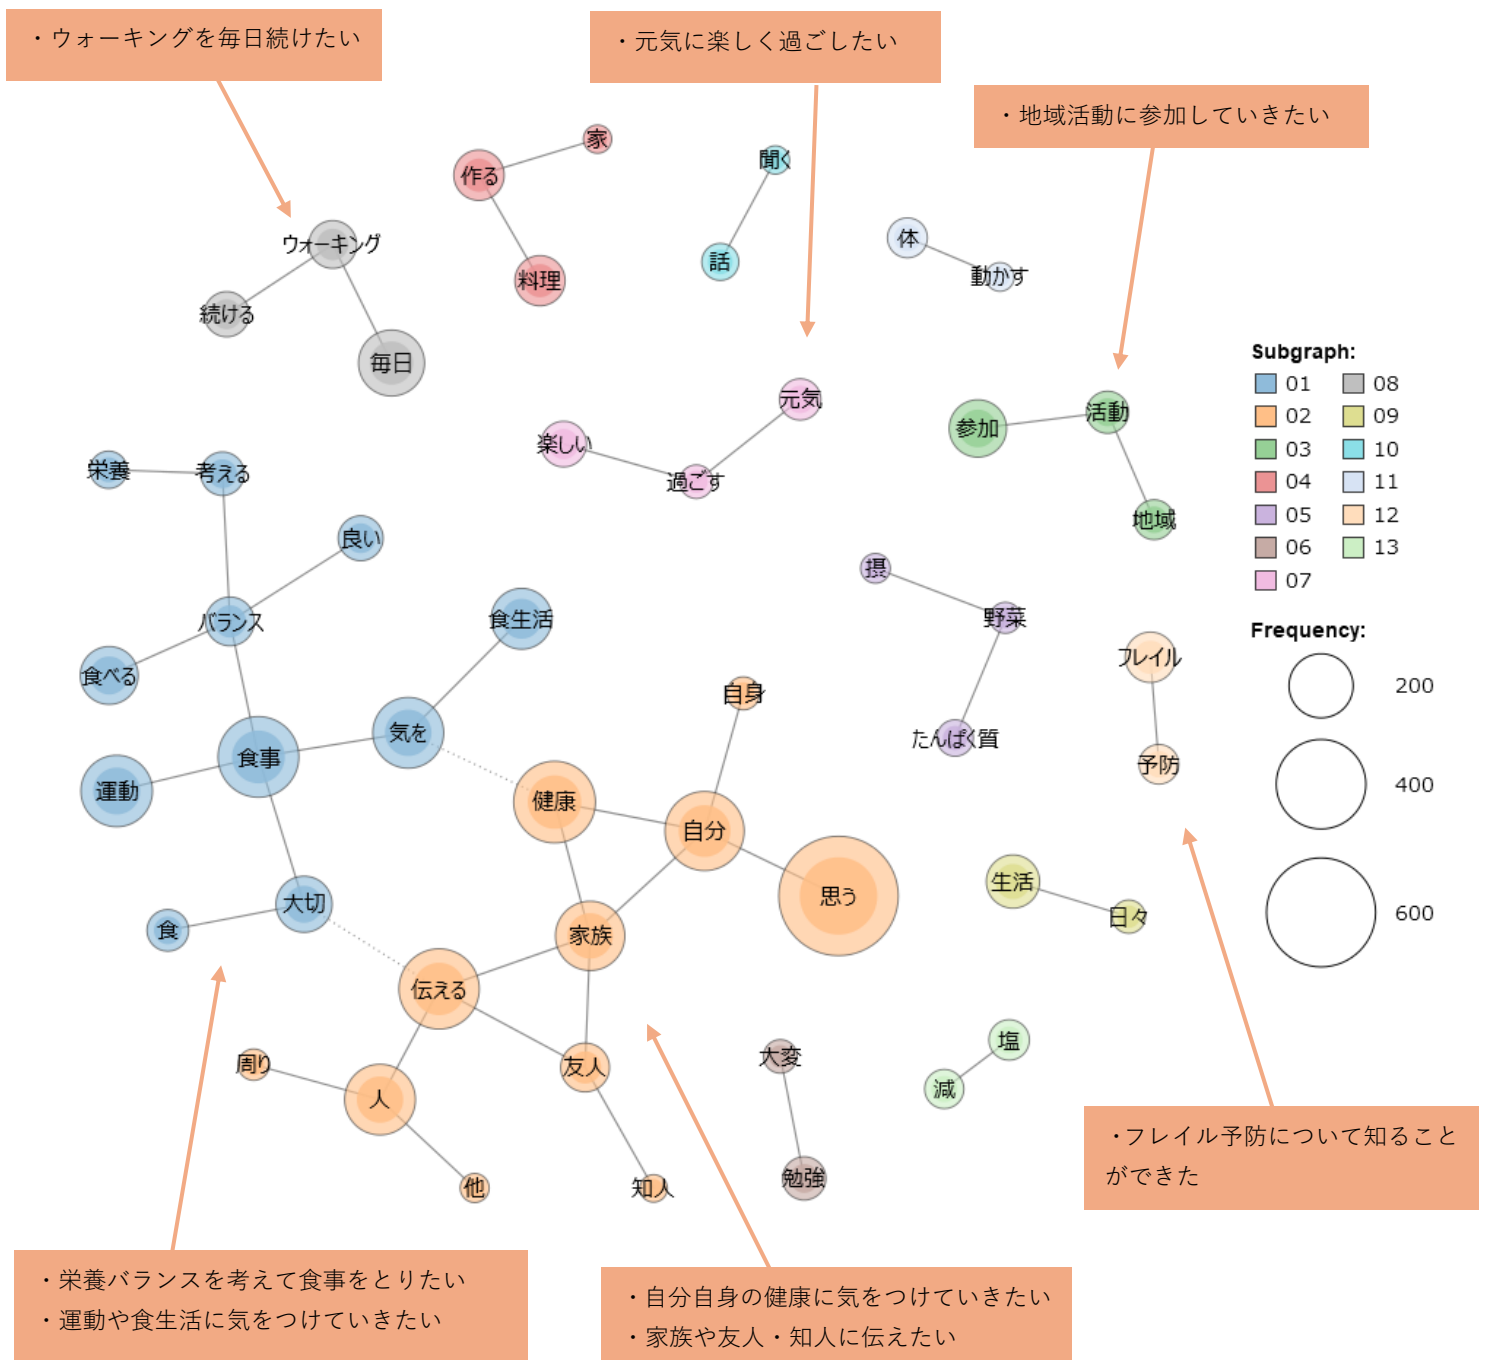 ・ウォーキングを毎日続けたい
・元気に楽しく過ごしたい
・地域活動に参加していきたい
家
作る
料理
聞く
話
体
動かす
ウォーキング
続ける
毎日
元気
楽しい
過ごす
参加
活動
地域
Subgraph:
01 08
02 09
03 10
04 11
05 12
06 13
07
栄養
考える
良い
バランス
食べる
食生活
気を
食事
運動
大切
食
摂
野菜
たんぱく質
フレイル
予防
Frequency:
200
400
600
自身
健康
自分
思う
家族
伝える
周り
人
友人
他
知人
生活
日々
大変
勉強
塩
減
・フレイル予防について知ること
ができた
・栄養バランスを考えて食事をとりたい
・運動や食生活に気をつけていきたい
・自分自身の健康に気をつけていきたい
・家族や友人・知人に伝えたい